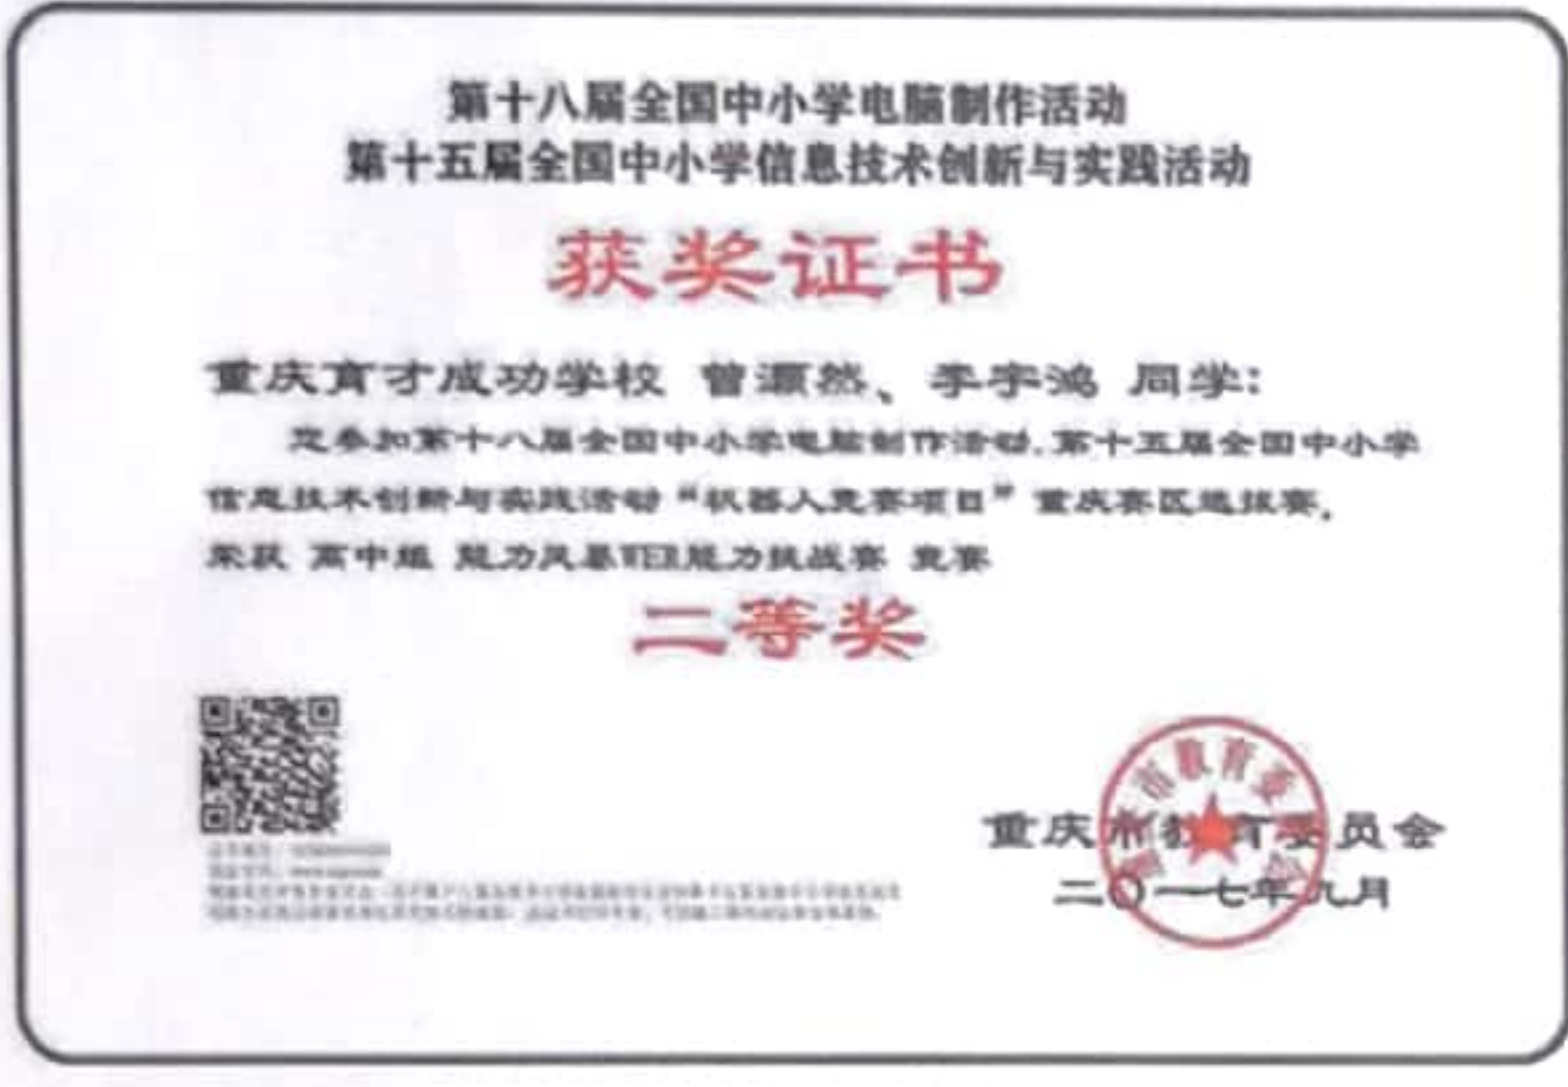 第十八届全国中小学电脑制作活动
第十五届全国中小学信息技术创新与实践活动
获奖证书
重庆育才成功学校 曾灏然、李宇鸿 同学:
您参加第十八届全国中小学电脑制作活动、第十五届全国中小学
信息技术创新与实践活动“机器人竞赛项目”重庆赛区选拔赛,
荣获 高中组 能力风暴WER能力挑战赛 竞赛
二等奖
重庆市教育委员会
二〇一七年九月